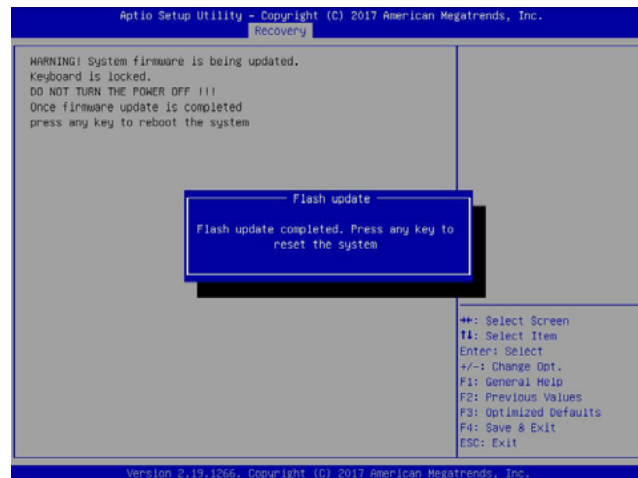 Aptio Setup Utility - Copyright (C) 2017 American Megatrends, Inc.
Recovery
WARNING! System firmware is being updated.
Keyboard is locked.
DO NOT TURN THE POWER OFF !!!
Once firmware update is completed
press any key to reboot the system
Flash update
Flash update completed. Press any key to
reset the system
→←: Select Screen
↑↓: Select Item
Enter: Select
+/-: Change Opt.
F1: General Help
F2: Previous Values
F3: Optimized Defaults
F4: Save & Exit
ESC: Exit
Version 2.19.1266. Copyright (C) 2017 American Megatrends, Inc.